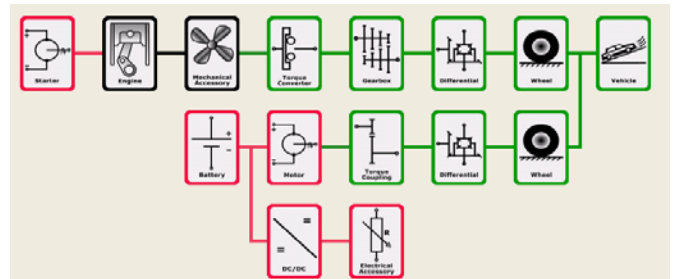 Starter
Engine
Mechanical
Accessory
Torque
Converter
Gearbox
Differential
Wheel
Vehicle
+
−
Battery
Motor
Torque
Coupling
Differential
Wheel
=
=
DC/DC
R
Electrical
Accessory